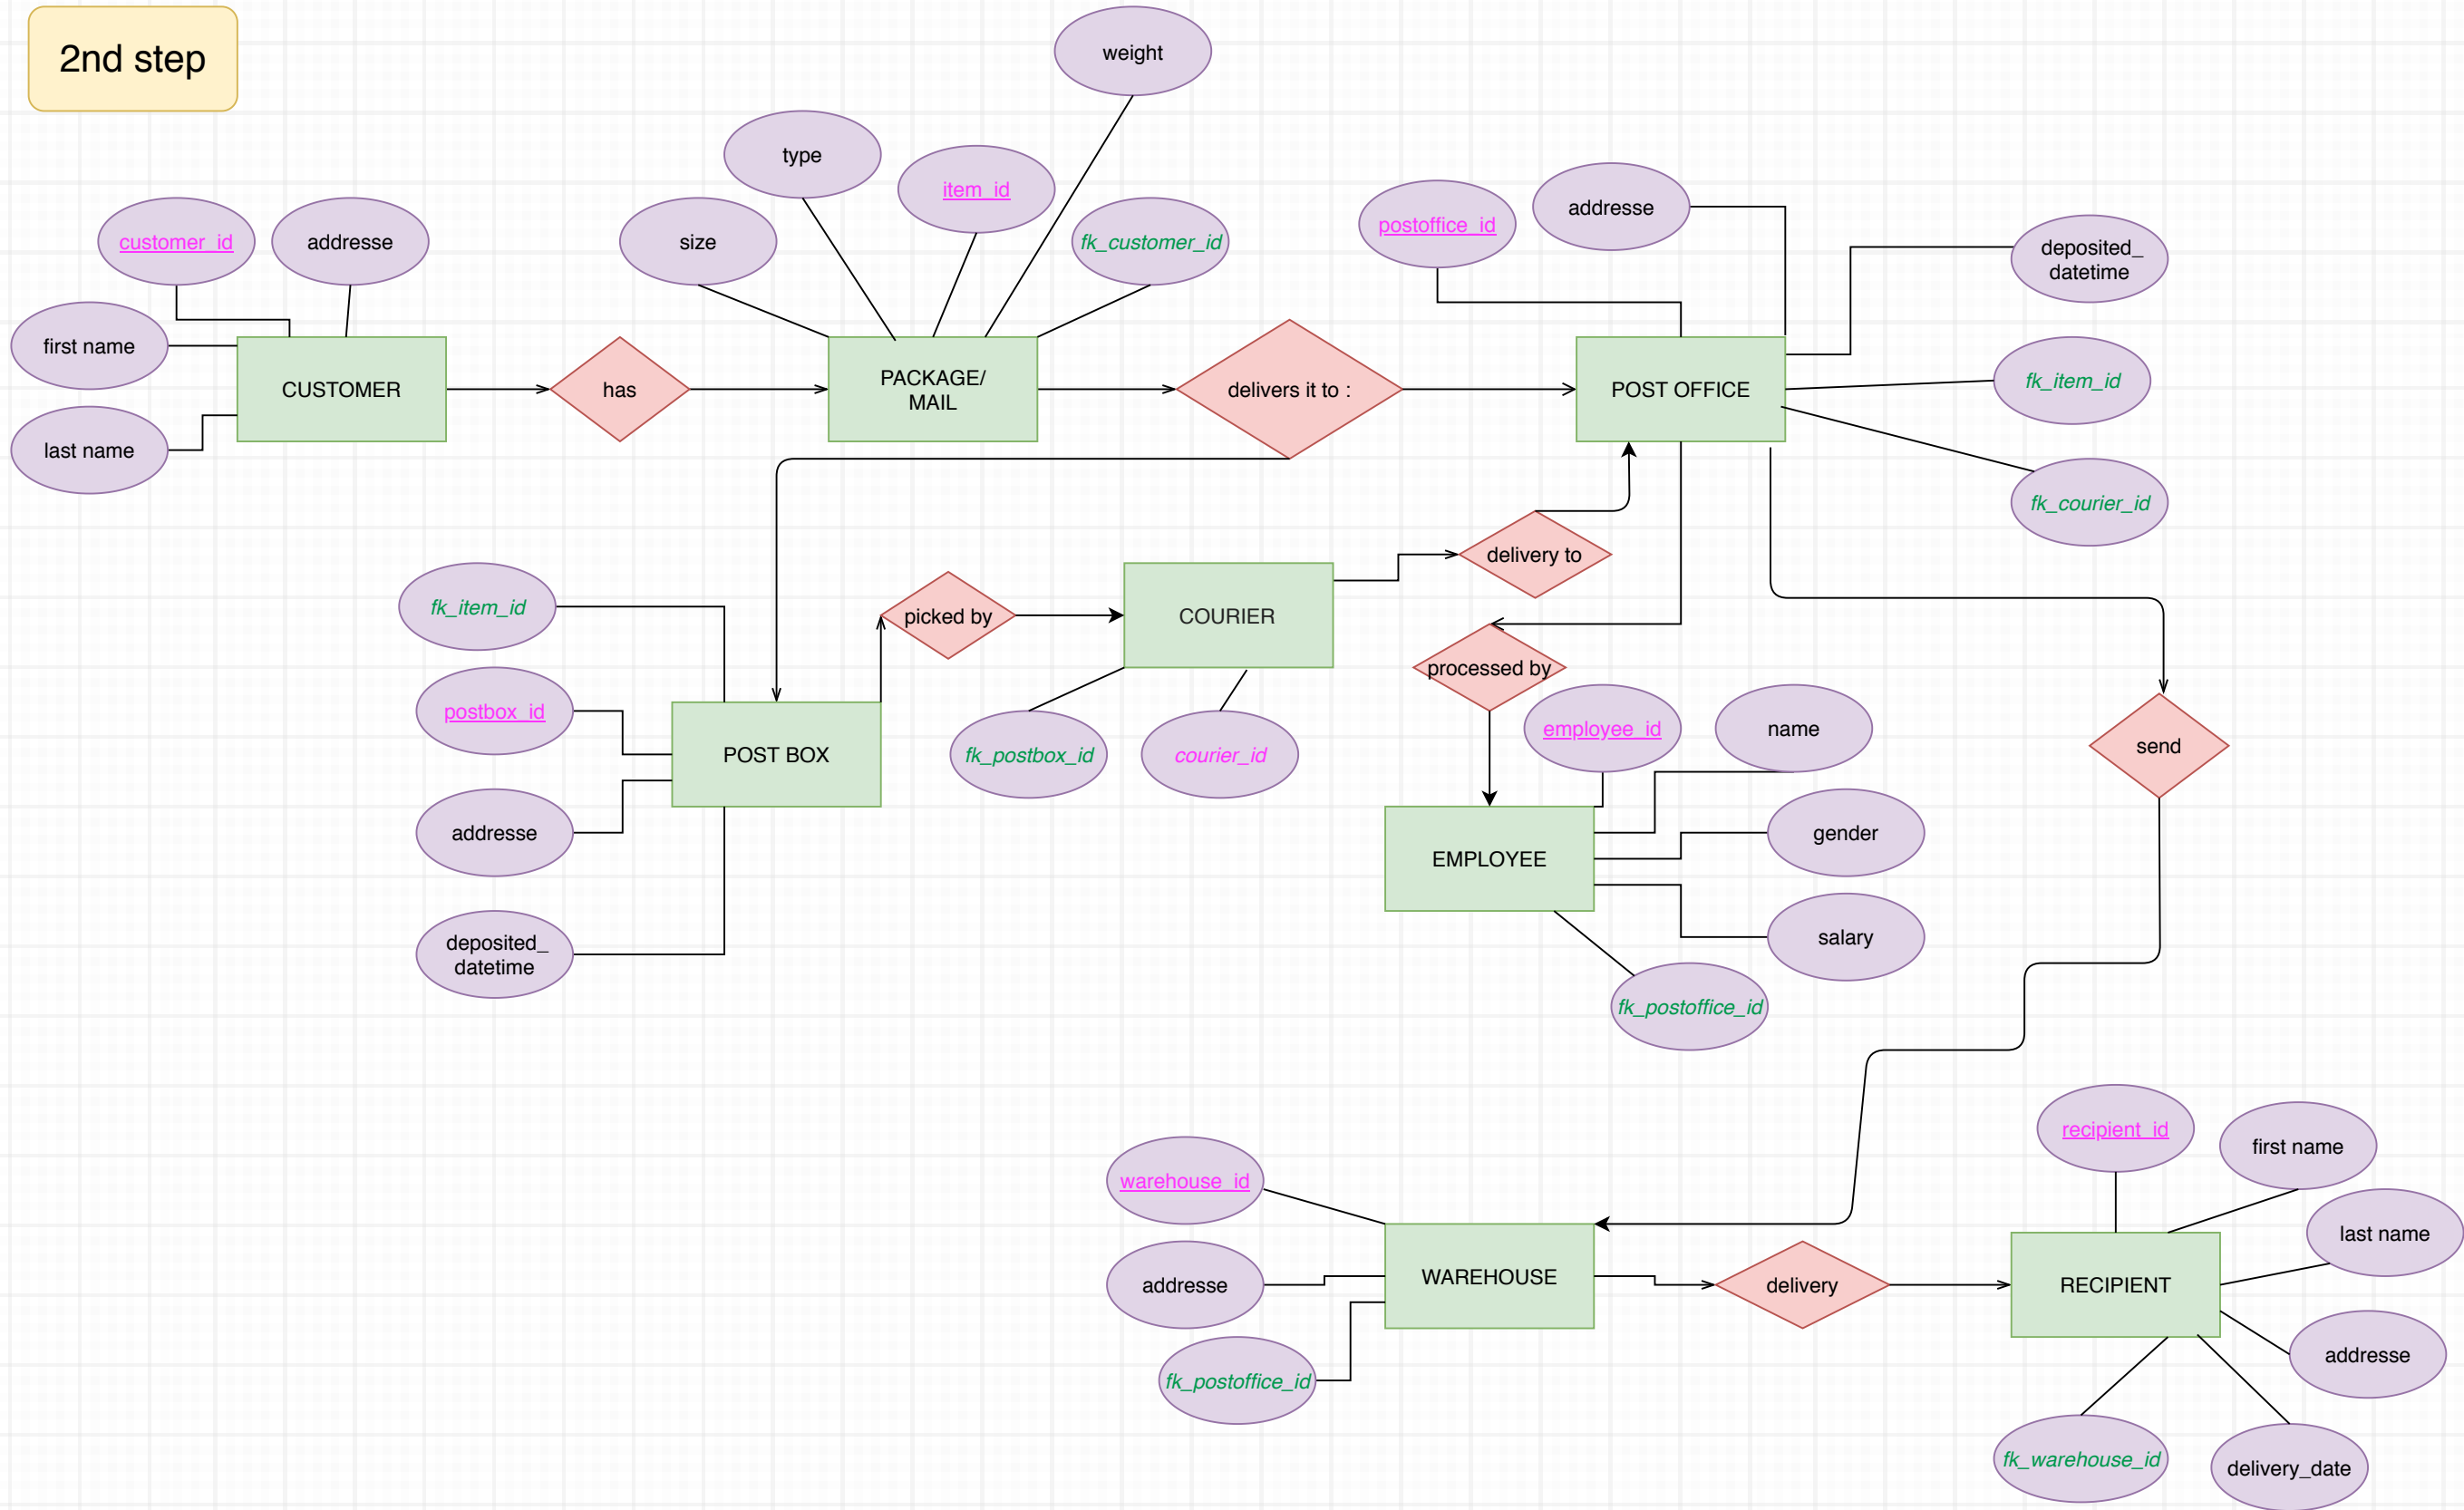 2nd step
weight
type
item_id
size
fk_customer_id
customer_id
addresse
first name
last name
CUSTOMER
has
PACKAGE/
MAIL
delivers it to :
postoffice_id
addresse
deposited_
datetime
fk_item_id
fk_courier_id
POST OFFICE
delivery to
picked by
COURIER
fk_postbox_id
courier_id
fk_item_id
postbox_id
addresse
deposited_
datetime
POST BOX
processed by
employee_id
name
gender
salary
EMPLOYEE
fk_postoffice_id
send
warehouse_id
addresse
fk_postoffice_id
WAREHOUSE
delivery
recipient_id
first name
last name
RECIPIENT
addresse
fk_warehouse_id
delivery_date